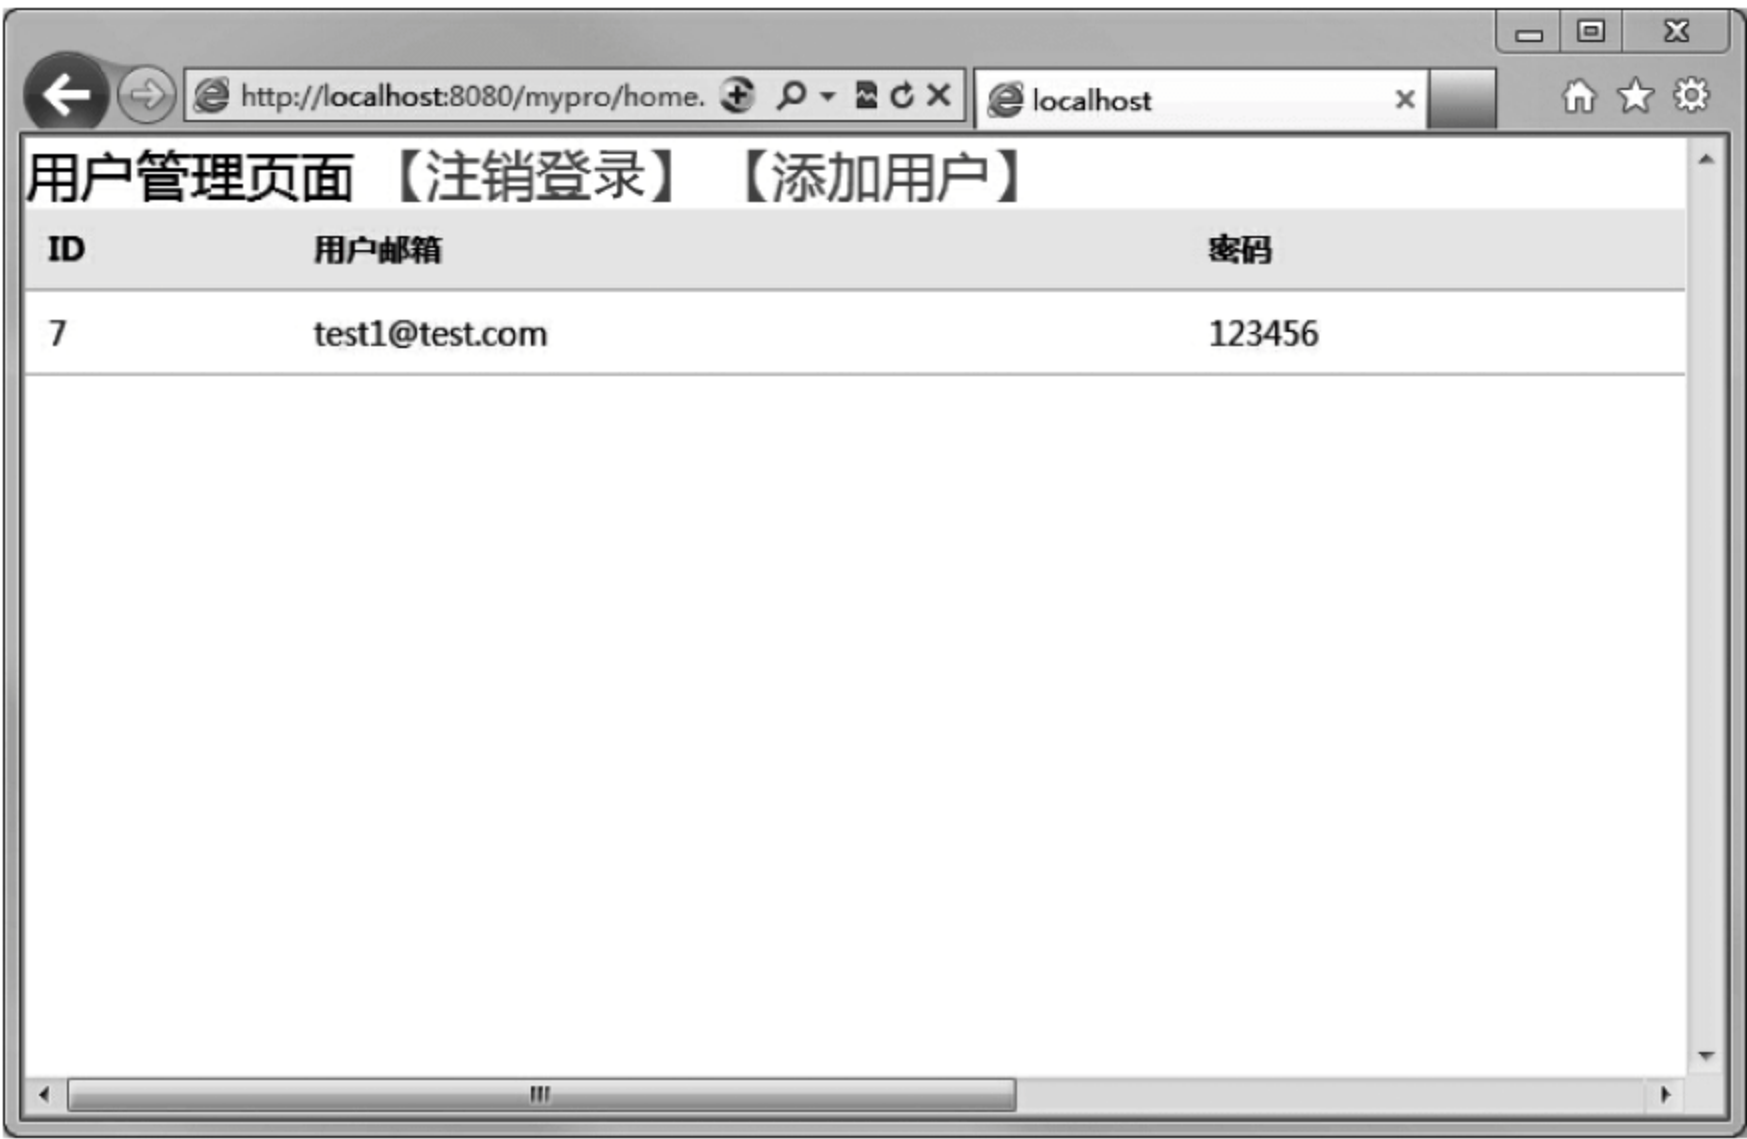 http://localhost:8080/mypro/home.
localhost
用户管理页面 【注销登录】 【添加用户】
ID 用户邮箱 密码
7 test1@test.com 123456